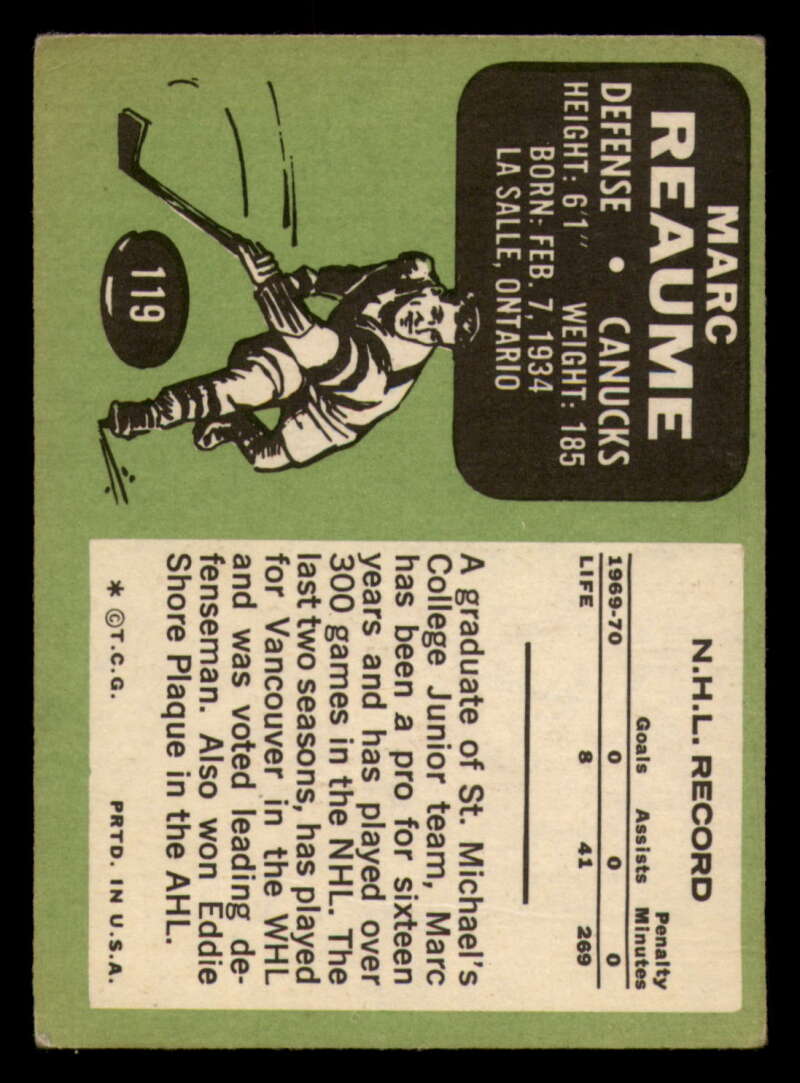 MARC
REAUME
DEFENSE • CANUCKS
HEIGHT: 6'1" WEIGHT: 185
BORN: FEB. 7, 1934
LA SALLE, ONTARIO
119
N.H.L. RECORD
Goals Assists Penalty Minutes
1969-70 0 0 0
LIFE 8 41 269
A graduate of St. Michael's
College Junior team, Marc
has been a pro for sixteen
years and has played over
300 games in the NHL. The
last two seasons, has played
for Vancouver in the WHL
and was voted leading de-
fenseman. Also won Eddie
Shore Plaque in the AHL.
* ©T.C.G. PRTD. IN U.S.A.